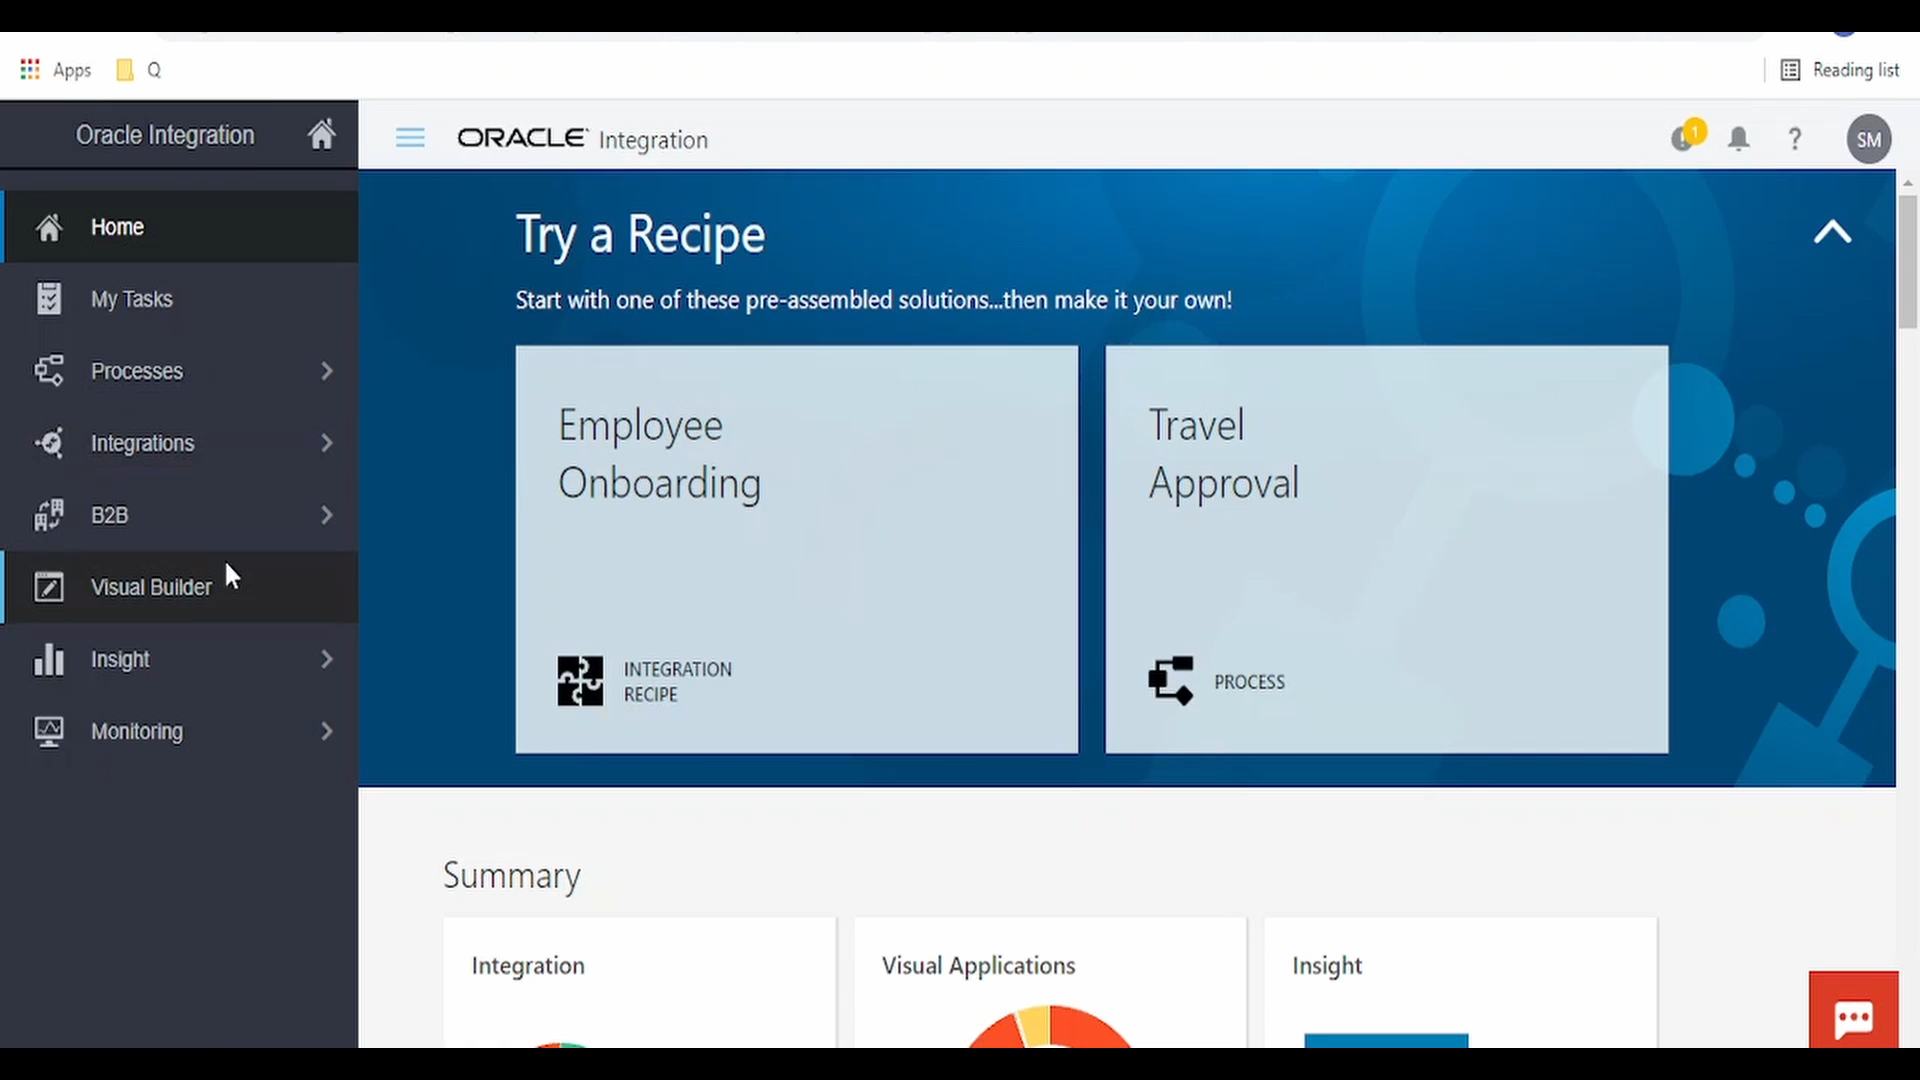 Apps Q Reading list
Oracle Integration
ORACLE Integration
1
?
SM
Home
My Tasks
Processes
Integrations
B2B
Visual Builder
Insight
Monitoring
Try a Recipe
Start with one of these pre-assembled solutions...then make it your own!
Employee
Onboarding
INTEGRATION
RECIPE
Travel
Approval
PROCESS
Summary
Integration
Visual Applications
Insight